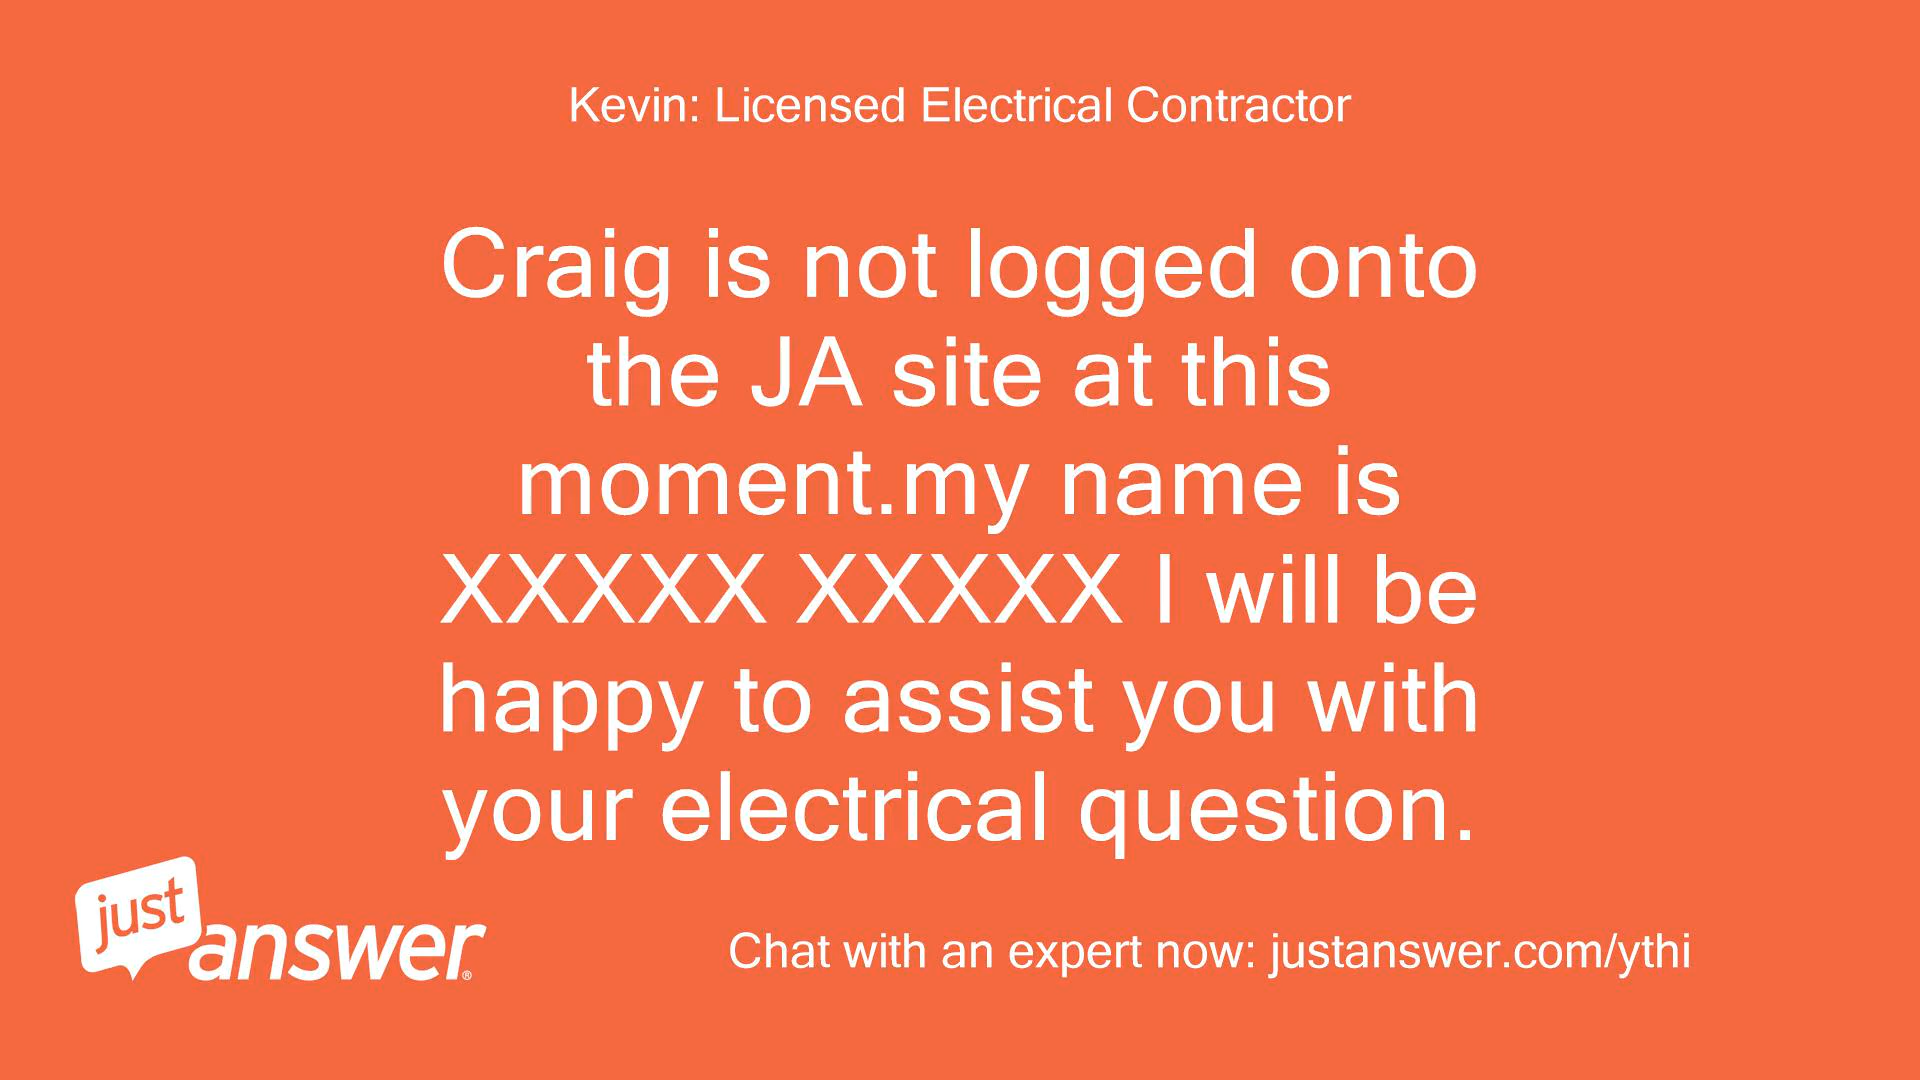 Kevin: Licensed Electrical Contractor
Craig is not logged onto
the JA site at this
moment.my name is
XXXXX XXXXX I will be
happy to assist you with
your electrical question.
just
answer®
Chat with an expert now: justanswer.com/ythi